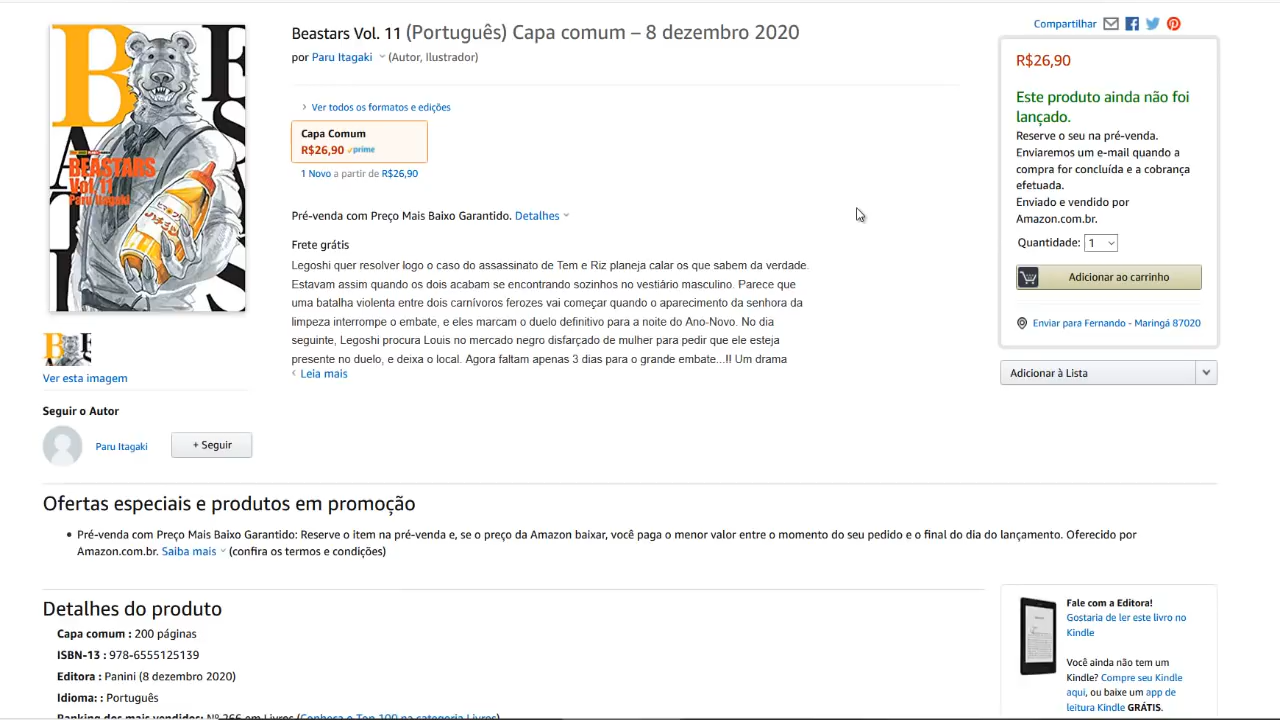 Beastars Vol. 11 (Português) Capa comum – 8 dezembro 2020
por Paru Itagaki (Autor, Ilustrador)
Ver todos os formatos e edições
Capa Comum
R$26,90 prime
1 Novo a partir de R$26,90
Pré-venda com Preço Mais Baixo Garantido. Detalhes
Frete grátis
Legoshi quer resolver logo o caso do assassinato de Tem e Riz planeja calar os que sabem da verdade.
Estavam assim quando os dois acabam se encontrando sozinhos no vestiário masculino. Parece que
uma batalha violenta entre dois carnívoros ferozes vai começar quando o aparecimento da senhora da
limpeza interrompe o embate, e eles marcam o duelo definitivo para a noite do Ano-Novo. No dia
seguinte, Legoshi procura Louis no mercado negro disfarçado de mulher para pedir que ele esteja
presente no duelo, e deixa o local. Agora faltam apenas 3 dias para o grande embate...!! Um drama
Leia mais
BEASTARS
Vol. 11
Paru Itagaki
Ver esta imagem
Seguir o Autor
Paru Itagaki
+ Seguir
Compartilhar
R$26,90
Este produto ainda não foi
lançado.
Reserve o seu na pré-venda.
Enviaremos um e-mail quando a
compra for concluída e a cobrança
efetuada.
Enviado e vendido por
Amazon.com.br.
Quantidade: 1
Adicionar ao carrinho
Enviar para Fernando - Maringá 87020
Adicionar à Lista
Ofertas especiais e produtos em promoção
• Pré-venda com Preço Mais Baixo Garantido: Reserve o item na pré-venda e, se o preço da Amazon baixar, você paga o menor valor entre o momento do seu pedido e o final do dia do lançamento. Oferecido por
Amazon.com.br. Saiba mais (confira os termos e condições)
Detalhes do produto
Capa comum : 200 páginas
ISBN-13 : 978-6555125139
Editora : Panini (8 dezembro 2020)
Idioma: : Português
Ranking dos mais vendidos: Nº 266 em Livros (Conheça o Top 100 na categoria Livros)
Fale com a Editora!
Gostaria de ler este livro no
Kindle
Você ainda não tem um
Kindle? Compre seu Kindle
aqui, ou baixe um app de
leitura Kindle GRÁTIS.